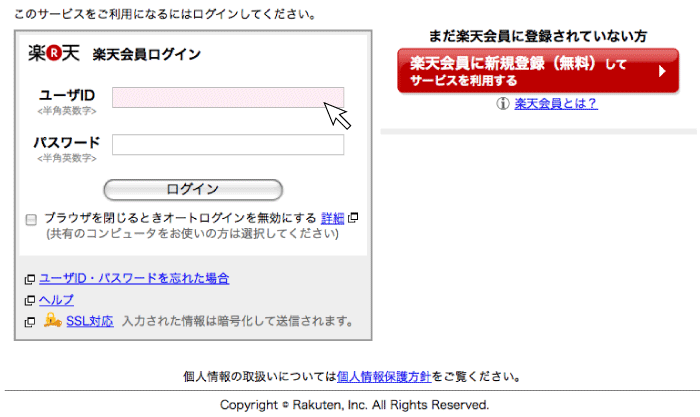 このサービスをご利用になるにはログインしてください。
楽R天 楽天会員ログイン
ユーザID
<半角英数字>
パスワード
<半角英数字>
ログイン
ブラウザを閉じるときオートログインを無効にする 詳細
(共有のコンピュータをお使いの方は選択してください)
ユーザID・パスワードを忘れた場合
ヘルプ
SSL対応 入力された情報は暗号化して送信されます。
まだ楽天会員に登録されていない方
楽天会員に新規登録（無料）して
サービスを利用する
楽天会員とは？
個人情報の取扱いについては個人情報保護方針をご覧ください。
Copyright © Rakuten, Inc. All Rights Reserved.